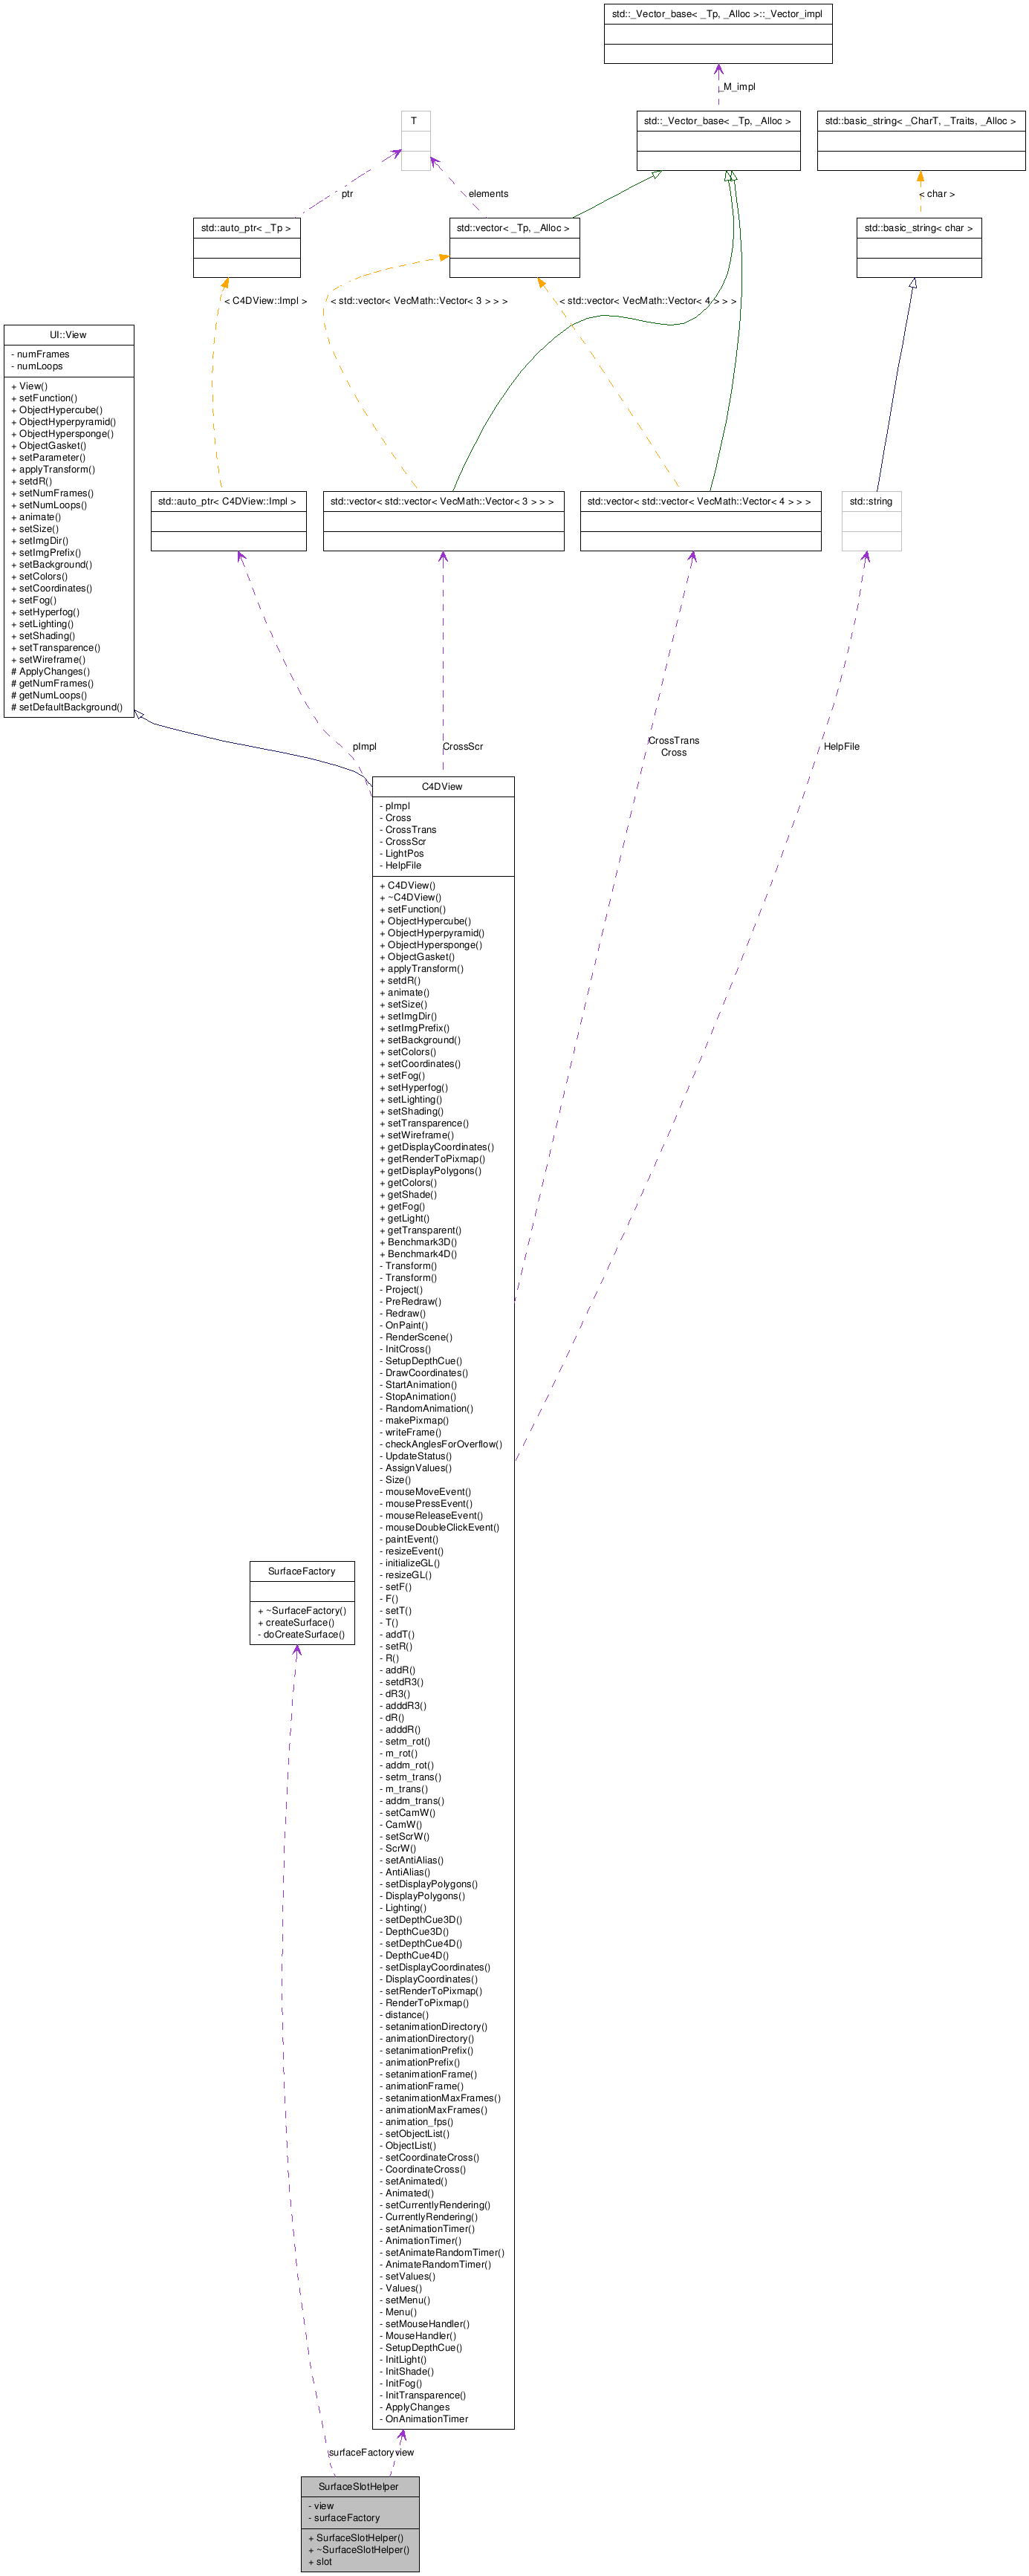 std::_Vector_base< _Tp, _Alloc >::_Vector_impl
_M_impl
T
std::_Vector_base< _Tp, _Alloc >
std::basic_string< _CharT, _Traits, _Alloc >
ptr
elements
< char >
std::auto_ptr< _Tp >
std::vector< _Tp, _Alloc >
std::basic_string< char >
< C4DView::Impl >
< std::vector< VecMath::Vector< 3 > > >
< std::vector< VecMath::Vector< 4 > > >
UI::View
- numFrames
- numLoops
+ View()
+ setFunction()
+ ObjectHypercube()
+ ObjectHyperpyramid()
+ ObjectHypersponge()
+ ObjectGasket()
+ setParameter()
+ applyTransform()
+ setdR()
+ setNumFrames()
+ setNumLoops()
+ animate()
+ setSize()
+ setImgDir()
+ setImgPrefix()
+ setBackground()
+ setColors()
+ setCoordinates()
+ setFog()
+ setHyperfog()
+ setLighting()
+ setShading()
+ setTransparence()
+ setWireframe()
# ApplyChanges()
# getNumFrames()
# getNumLoops()
# setDefaultBackground()
std::auto_ptr< C4DView::Impl >
std::vector< std::vector< VecMath::Vector< 3 > > >
std::vector< std::vector< VecMath::Vector< 4 > > >
std::string
pImpl
CrossScr
CrossTrans
Cross
HelpFile
C4DView
- pImpl
- Cross
- CrossTrans
- CrossScr
- LightPos
- HelpFile
+ C4DView()
+ ~C4DView()
+ setFunction()
+ ObjectHypercube()
+ ObjectHyperpyramid()
+ ObjectHypersponge()
+ ObjectGasket()
+ applyTransform()
+ setdR()
+ animate()
+ setSize()
+ setImgDir()
+ setImgPrefix()
+ setBackground()
+ setColors()
+ setCoordinates()
+ setFog()
+ setHyperfog()
+ setLighting()
+ setShading()
+ setTransparence()
+ setWireframe()
+ getDisplayCoordinates()
+ getRenderToPixmap()
+ getDisplayPolygons()
+ getColors()
+ getShade()
+ getFog()
+ getLight()
+ getTransparent()
+ Benchmark3D()
+ Benchmark4D()
- Transform()
- Transform()
- Project()
- PreRedraw()
- Redraw()
- OnPaint()
- RenderScene()
- InitCross()
- SetupDepthCue()
- DrawCoordinates()
- StartAnimation()
- StopAnimation()
- RandomAnimation()
- makePixmap()
- writeFrame()
- checkAnglesForOverflow()
- UpdateStatus()
- AssignValues()
- Size()
- mouseMoveEvent()
- mousePressEvent()
- mouseReleaseEvent()
- mouseDoubleClickEvent()
- paintEvent()
- resizeEvent()
- initializeGL()
- resizeGL()
- setF()
- F()
- setT()
- T()
- addT()
- setR()
- R()
- addR()
- setdR3()
- dR3()
- adddR3()
- dR()
- adddR()
- setm_rot()
- m_rot()
- addm_rot()
- setm_trans()
- m_trans()
- addm_trans()
- setCamW()
- CamW()
- setScrW()
- ScrW()
- setAntiAlias()
- AntiAlias()
- setDisplayPolygons()
- DisplayPolygons()
- Lighting()
- setDepthCue3D()
- DepthCue3D()
- setDepthCue4D()
- DepthCue4D()
- setDisplayCoordinates()
- DisplayCoordinates()
- setRenderToPixmap()
- RenderToPixmap()
- distance()
- setanimationDirectory()
- animationDirectory()
- setanimationPrefix()
- animationPrefix()
- setanimationFrame()
- animationFrame()
- setanimationMaxFrames()
- animationMaxFrames()
- animation_fps()
- setObjectList()
- ObjectList()
- setCoordinateCross()
- CoordinateCross()
- setAnimated()
- Animated()
- setCurrentlyRendering()
- CurrentlyRendering()
- setAnimationTimer()
- AnimationTimer()
- setAnimateRandomTimer()
- AnimateRandomTimer()
- setValues()
- Values()
- setMenu()
- Menu()
- setMouseHandler()
- MouseHandler()
- SetupDepthCue()
- InitLight()
- InitShade()
- InitFog()
- InitTransparence()
- ApplyChanges
- OnAnimationTimer
SurfaceFactory
+ ~SurfaceFactory()
+ createSurface()
- doCreateSurface()
surfaceFactory
view
SurfaceSlotHelper
- view
- surfaceFactory
+ SurfaceSlotHelper()
+ ~SurfaceSlotHelper()
+ slot